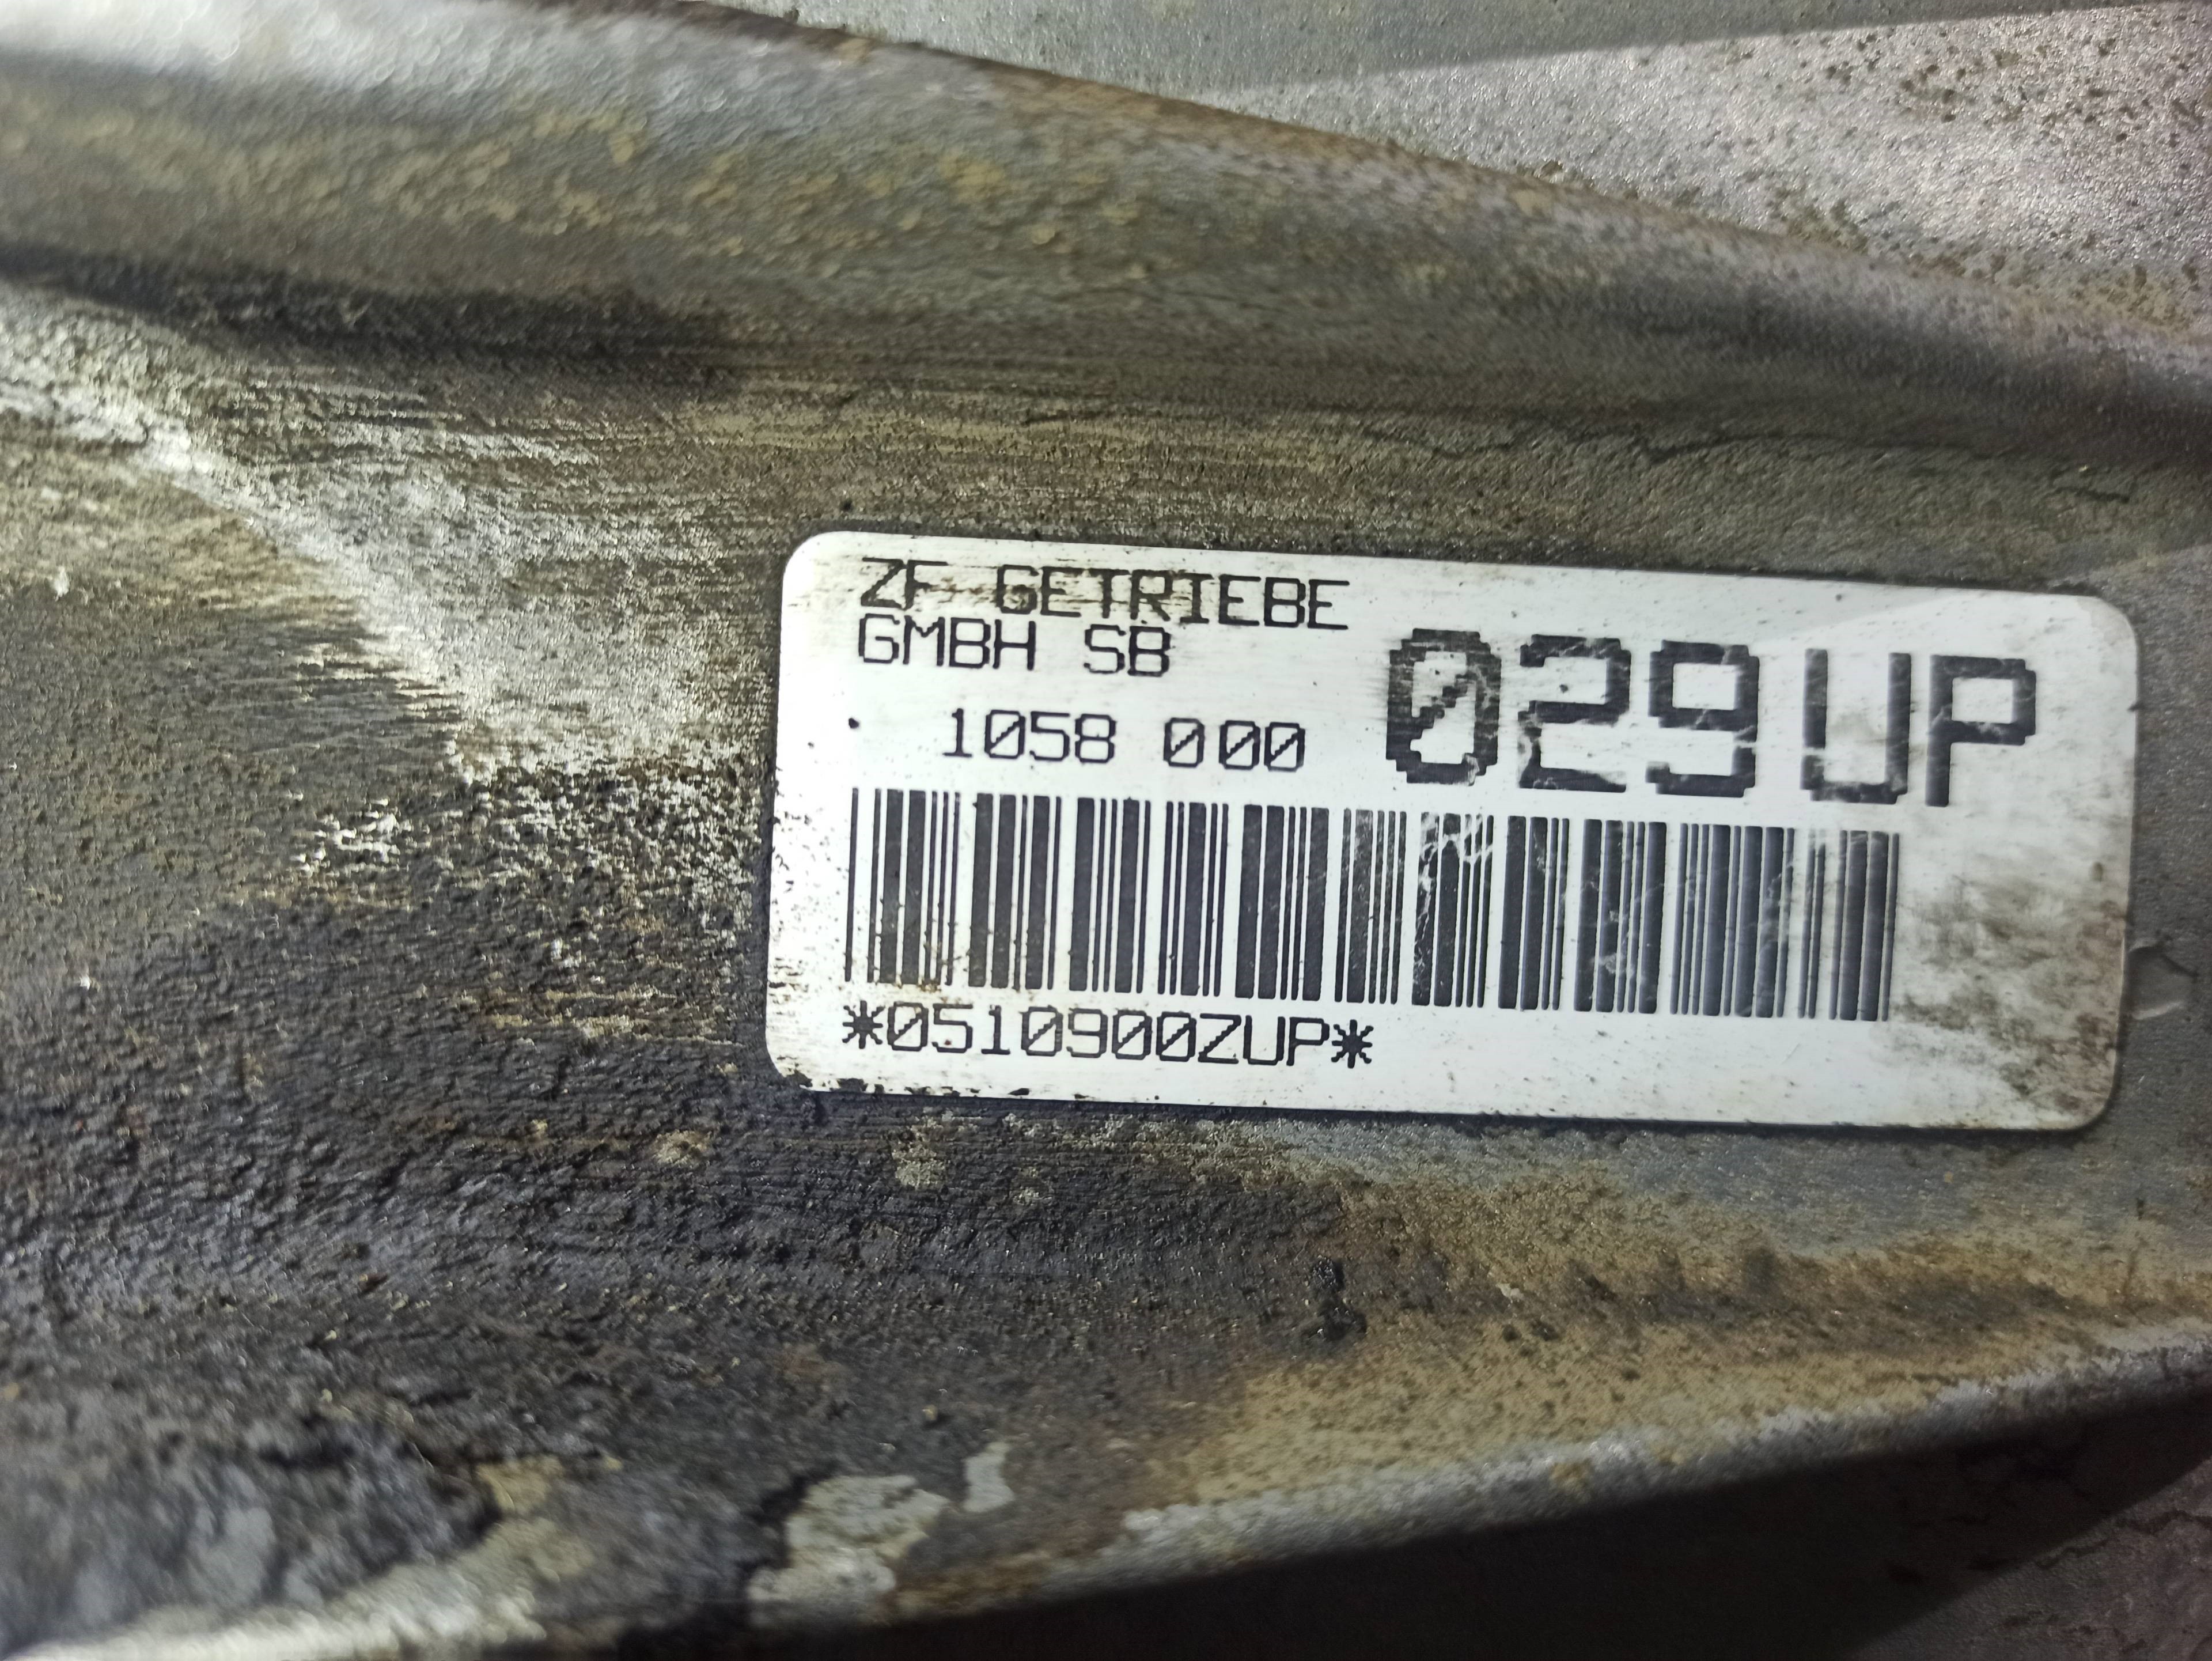 ZF GETRIEBE
GMBH SB
1058 000
029UP
*0510900ZUP*